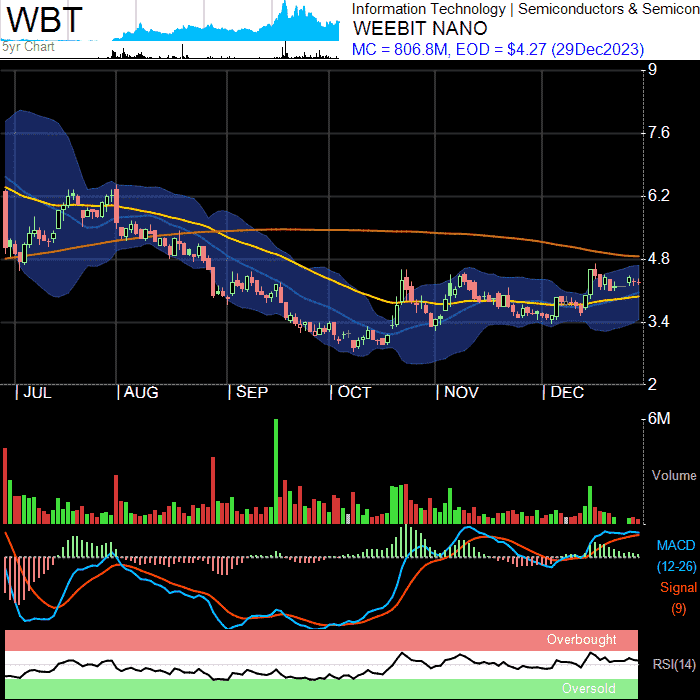 WBT
5yr Chart
Information Technology | Semiconductors & Semicon
WEEBIT NANO
MC = 806.8M, EOD = $4.27 (29Dec2023)
9
7.6
6.2
4.8
3.4
2
JUL
AUG
SEP
OCT
NOV
DEC
6M
Volume
MACD
(12-26)
Signal
(9)
Overbought
RSI(14)
Oversold